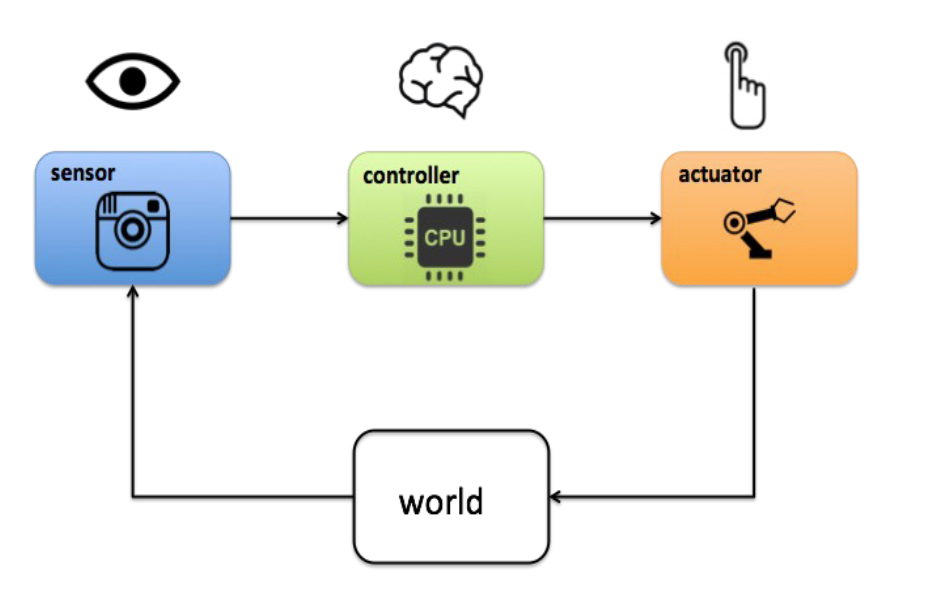 sensor
controller
actuator
CPU
world